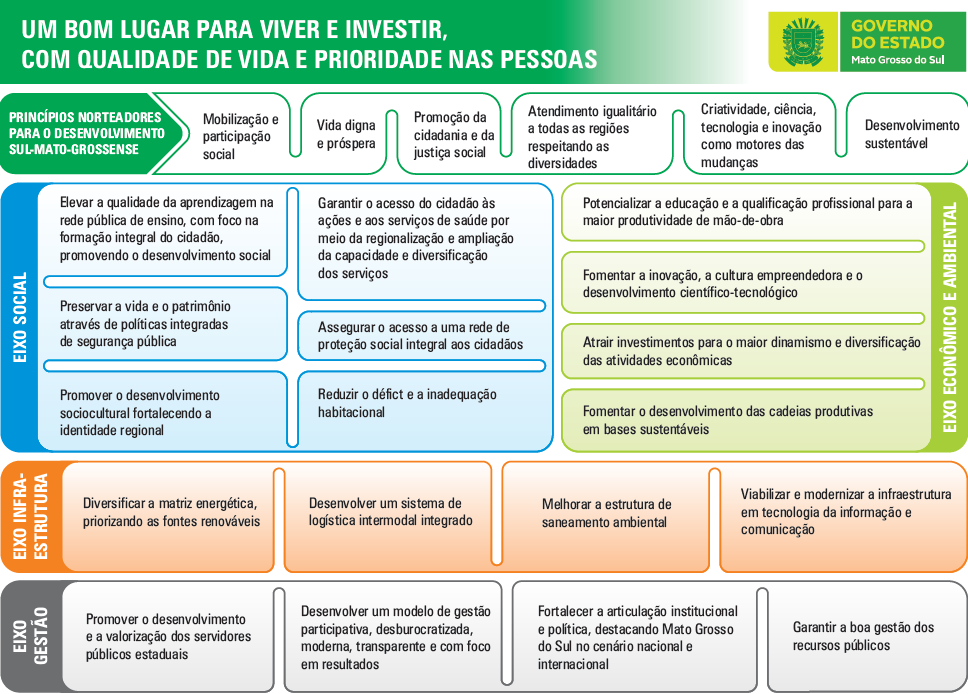 UM BOM LUGAR PARA VIVER E INVESTIR,
COM QUALIDADE DE VIDA E PRIORIDADE NAS PESSOAS
GOVERNO
DO ESTADO
Mato Grosso do Sul
PRINCÍPIOS NORTEADORES
PARA O DESENVOLVIMENTO
SUL-MATO-GROSSENSE
Mobilização e
participação
social
Vida digna
e próspera
Promoção da
cidadania e da
justiça social
Atendimento igualitário
a todas as regiões
respeitando as
diversidades
Criatividade, ciência,
tecnologia e inovação
como motores das
mudanças
Desenvolvimento
sustentável
EIXO SOCIAL
Elevar a qualidade da aprendizagem na
rede pública de ensino, com foco na
formação integral do cidadão,
promovendo o desenvolvimento social
Preservar a vida e o patrimônio
através de políticas integradas
de segurança pública
Promover o desenvolvimento
sociocultural fortalecendo a
identidade regional
Garantir o acesso do cidadão às
ações e aos serviços de saúde por
meio da regionalização e ampliação
da capacidade e diversificação
dos serviços
Assegurar o acesso a uma rede de
proteção social integral aos cidadãos
Reduzir o défict e a inadequação
habitacional
Potencializar a educação e a qualificação profissional para a
maior produtividade de mão-de-obra
Fomentar a inovação, a cultura empreendedora e o
desenvolvimento científico-tecnológico
Atrair investimentos para o maior dinamismo e diversificação
das atividades econômicas
Fomentar o desenvolvimento das cadeias produtivas
em bases sustentáveis
EIXO ECONÔMICO E AMBIENTAL
EIXO INFRA-
ESTRUTURA
Diversificar a matriz energética,
priorizando as fontes renováveis
Desenvolver um sistema de
logística intermodal integrado
Melhorar a estrutura de
saneamento ambiental
Viabilizar e modernizar a infraestrutura
em tecnologia da informação e
comunicação
EIXO
GESTÃO
Promover o desenvolvimento
e a valorização dos servidores
públicos estaduais
Desenvolver um modelo de gestão
participativa, desburocratizada,
moderna, transparente e com foco
em resultados
Fortalecer a articulação institucional
e política, destacando Mato Grosso
do Sul no cenário nacional e
internacional
Garantir a boa gestão dos
recursos públicos